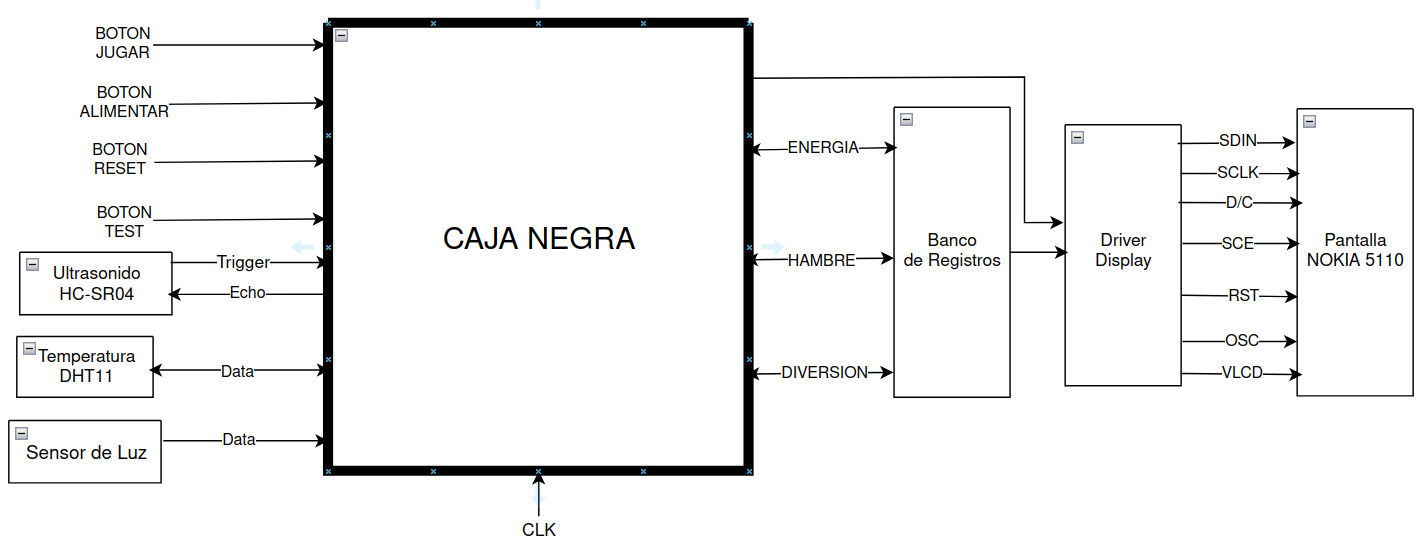 BOTON
JUGAR
BOTON
ALIMENTAR
BOTON
RESET
BOTON
TEST
Ultrasonido
HC-SR04
Trigger
Echo
Temperatura
DHT11
Data
Sensor de Luz
Data
CAJA NEGRA
CLK
ENERGIA
HAMBRE
DIVERSION
Banco
de Registros
Driver
Display
SDIN
SCLK
D/C
SCE
RST
OSC
VLCD
Pantalla
NOKIA 5110